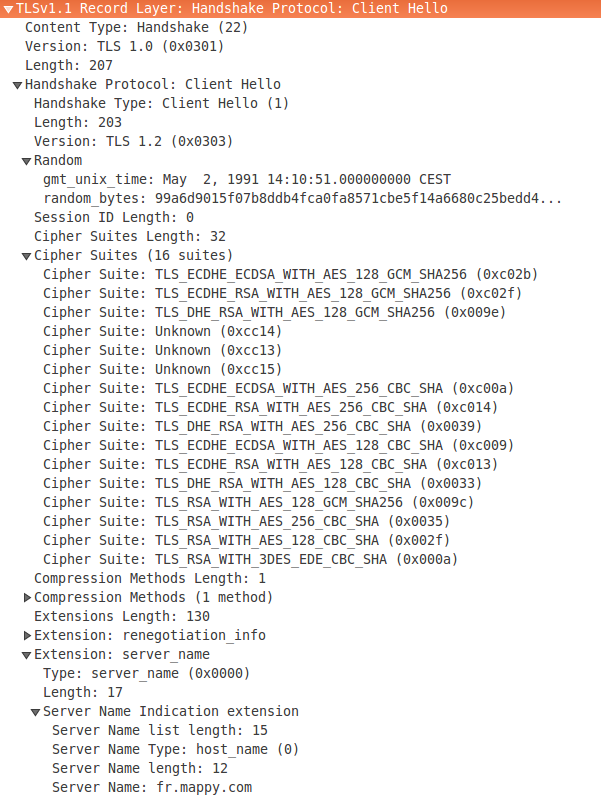 TLSv1.1 Record Layer: Handshake Protocol: Client Hello
Content Type: Handshake (22)
Version: TLS 1.0 (0x0301)
Length: 207
Handshake Protocol: Client Hello
Handshake Type: Client Hello (1)
Length: 203
Version: TLS 1.2 (0x0303)
Random
gmt_unix_time: May  2, 1991 14:10:51.000000000 CEST
random_bytes: 99a6d9015f07b8ddb4fca0fa8571cbe5f14a6680c25bedd4...
Session ID Length: 0
Cipher Suites Length: 32
Cipher Suites (16 suites)
Cipher Suite: TLS_ECDHE_ECDSA_WITH_AES_128_GCM_SHA256 (0xc02b)
Cipher Suite: TLS_ECDHE_RSA_WITH_AES_128_GCM_SHA256 (0xc02f)
Cipher Suite: TLS_DHE_RSA_WITH_AES_128_GCM_SHA256 (0x009e)
Cipher Suite: Unknown (0xcc14)
Cipher Suite: Unknown (0xcc13)
Cipher Suite: Unknown (0xcc15)
Cipher Suite: TLS_ECDHE_ECDSA_WITH_AES_256_CBC_SHA (0xc00a)
Cipher Suite: TLS_ECDHE_RSA_WITH_AES_256_CBC_SHA (0xc014)
Cipher Suite: TLS_DHE_RSA_WITH_AES_256_CBC_SHA (0x0039)
Cipher Suite: TLS_ECDHE_ECDSA_WITH_AES_128_CBC_SHA (0xc009)
Cipher Suite: TLS_ECDHE_RSA_WITH_AES_128_CBC_SHA (0xc013)
Cipher Suite: TLS_DHE_RSA_WITH_AES_128_CBC_SHA (0x0033)
Cipher Suite: TLS_RSA_WITH_AES_128_GCM_SHA256 (0x009c)
Cipher Suite: TLS_RSA_WITH_AES_256_CBC_SHA (0x0035)
Cipher Suite: TLS_RSA_WITH_AES_128_CBC_SHA (0x002f)
Cipher Suite: TLS_RSA_WITH_3DES_EDE_CBC_SHA (0x000a)
Compression Methods Length: 1
Compression Methods (1 method)
Extensions Length: 130
Extension: renegotiation_info
Extension: server_name
Type: server_name (0x0000)
Length: 17
Server Name Indication extension
Server Name list length: 15
Server Name Type: host_name (0)
Server Name length: 12
Server Name: fr.mappy.com